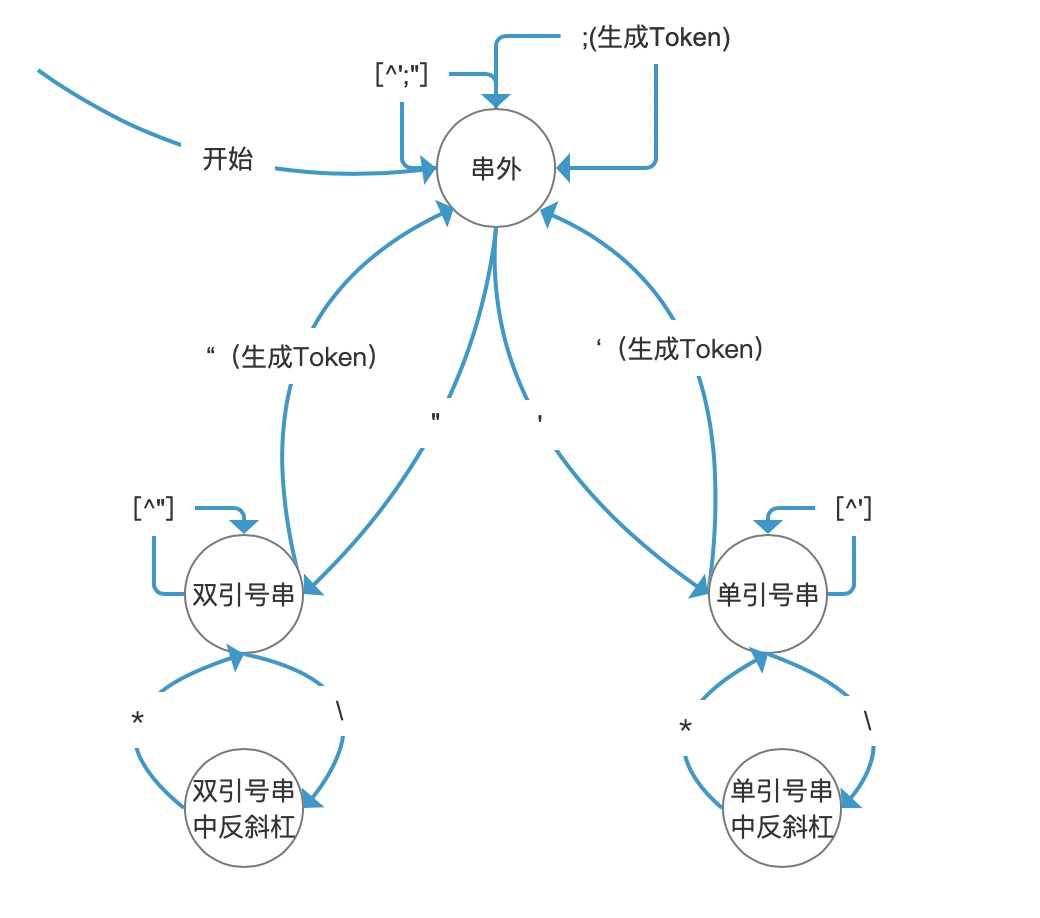 ;(生成Token)
[^';"]
开始
串外
“（生成Token）
‘（生成Token）
"
'
[^"]
[^']
双引号串
单引号串
*
\
*
\
双引号串
中反斜杠
单引号串
中反斜杠